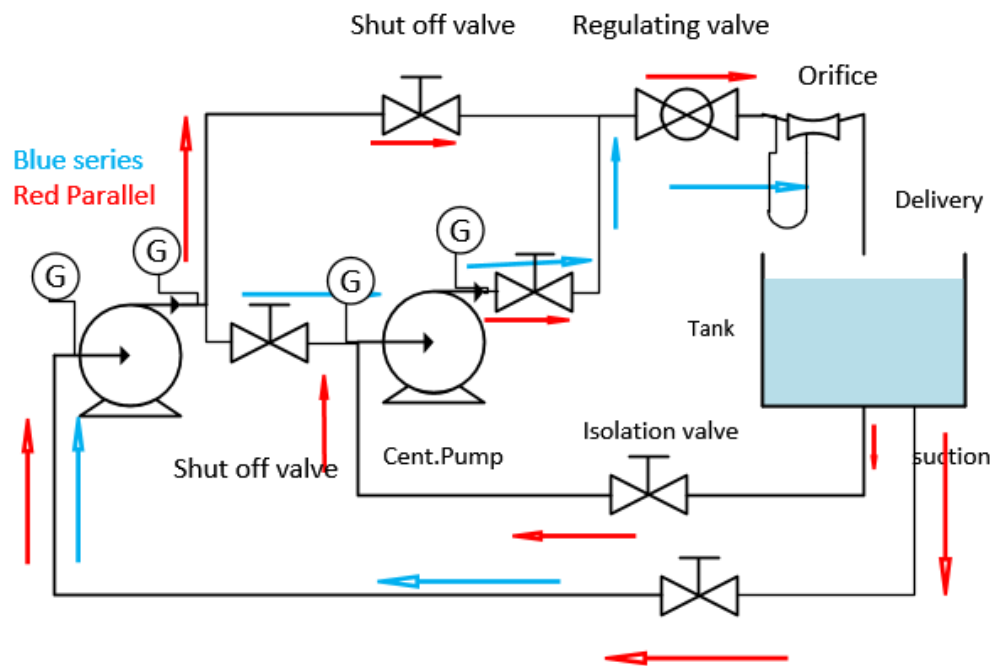 Shut off valve
Regulating valve
Orifice
Blue series
Red Parallel
Delivery
G
G
G
G
Tank
Isolation valve
Cent.Pump
suction
Shut off valve